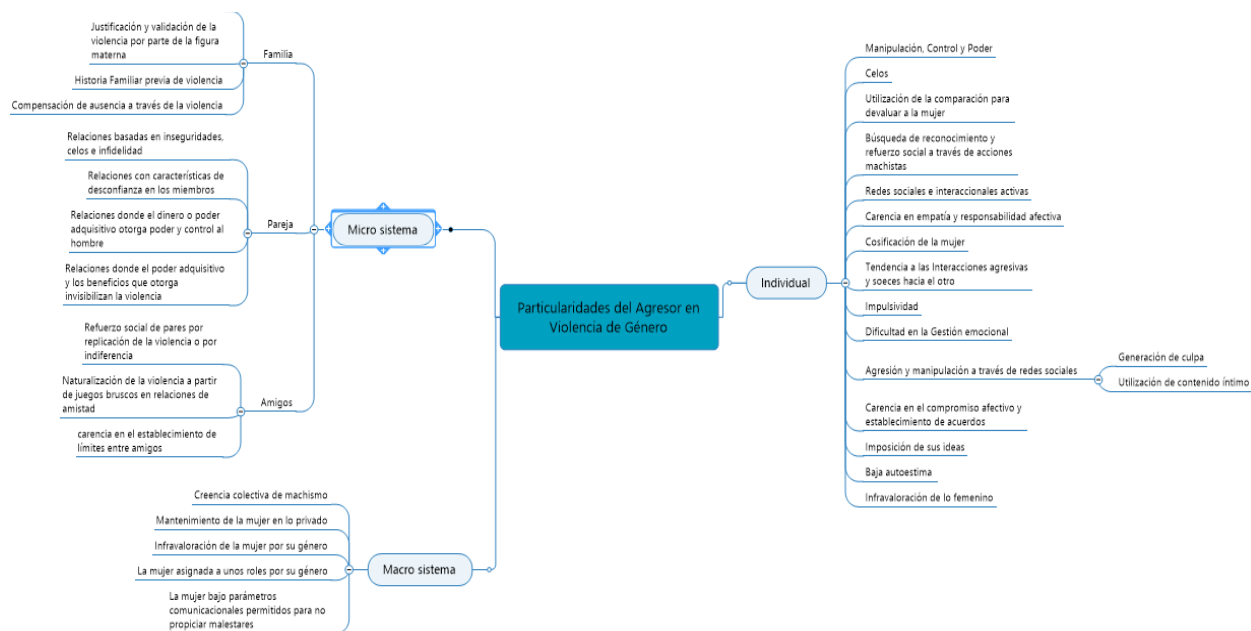 Justificación y validación de la
violencia por parte de la figura
materna
Historia Familiar previa de violencia
Compensación de ausencia a través de la violencia
Familia
Relaciones basadas en inseguridades,
celos e infidelidad
Relaciones con características de
desconfianza en los miembros
Relaciones donde el dinero o poder
adquisitivo otorga poder y control al
hombre
Relaciones donde el poder adquisitivo
y los beneficios que otorga
invisibilizan la violencia
Pareja
Refuerzo social de pares por
replicación de la violencia o por
indiferencia
Naturalización de la violencia a partir
de juegos bruscos en relaciones de
amistad
carencia en el establecimiento de
límites entre amigos
Amigos
Micro sistema
Creencia colectiva de machismo
Mantenimiento de la mujer en lo privado
Infravaloración de la mujer por su género
La mujer asignada a unos roles por su género
La mujer bajo parámetros
comunicacionales permitidos para no
propiciar malestares
Macro sistema
Particularidades del Agresor en
Violencia de Género
Individual
Manipulación, Control y Poder
Celos
Utilización de la comparación para
devaluar a la mujer
Búsqueda de reconocimiento y
refuerzo social a través de acciones
machistas
Redes sociales e interaccionales activas
Carencia en empatía y responsabilidad afectiva
Cosificación de la mujer
Tendencia a las Interacciones agresivas
y soeces hacia el otro
Impulsividad
Dificultad en la Gestión emocional
Agresión y manipulación a través de redes sociales
Generación de culpa
Utilización de contenido íntimo
Carencia en el compromiso afectivo y
establecimiento de acuerdos
Imposición de sus ideas
Baja autoestima
Infravaloración de lo femenino